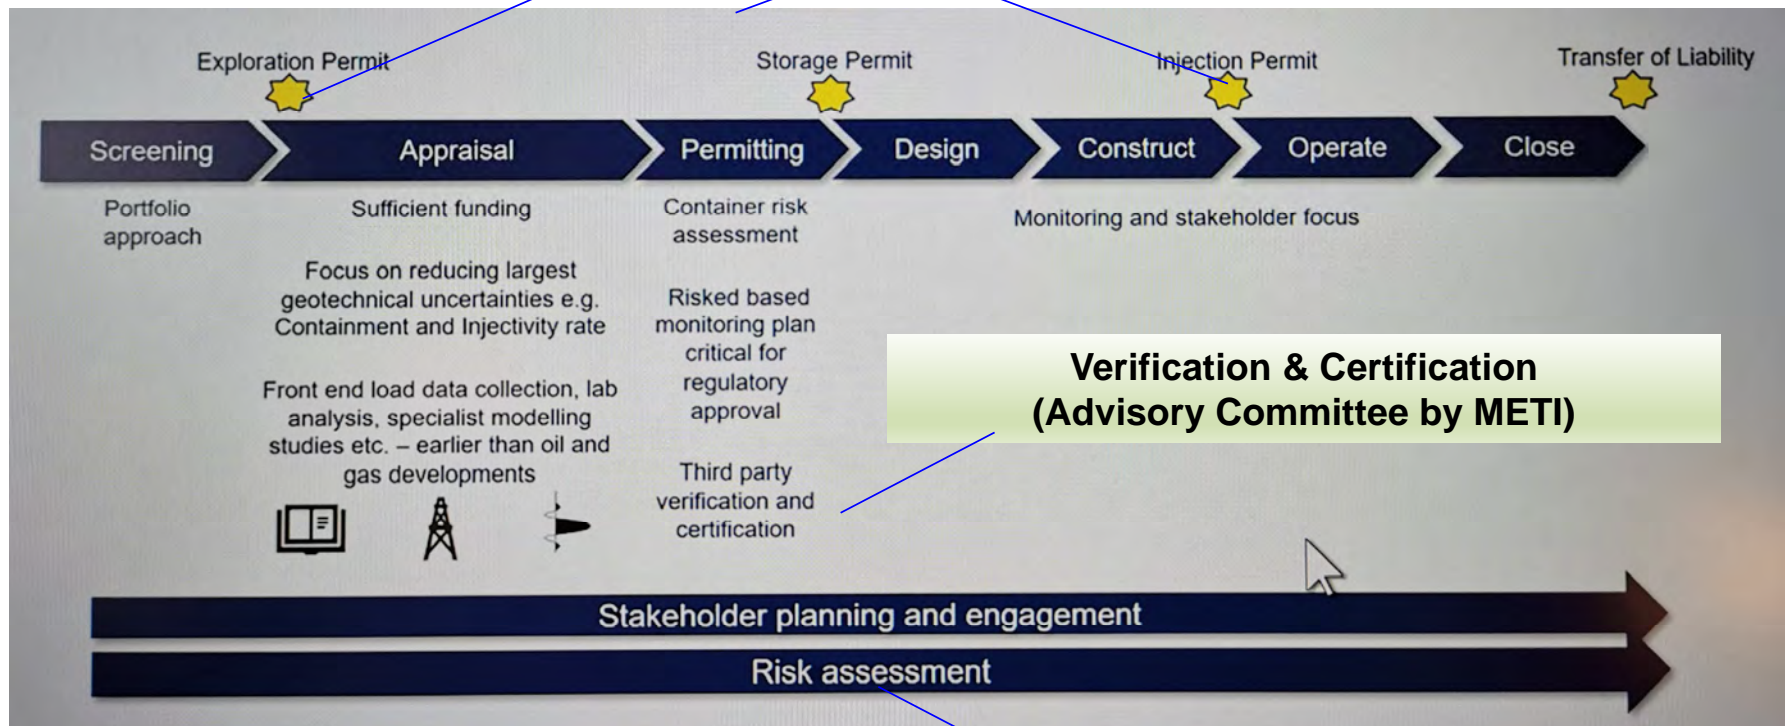 Exploration Permit
Storage Permit
Injection Permit
Transfer of Liability
Screening
Appraisal
Permitting
Design
Construct
Operate
Close
Portfolio
approach
Sufficient funding
Focus on reducing largest
geotechnical uncertainties e.g.
Containment and Injectivity rate
Front end load data collection, lab
analysis, specialist modelling
studies etc. – earlier than oil and
gas developments
Container risk
assessment
Risked based
monitoring plan
critical for
regulatory
approval
Third party
verification and
certification
Monitoring and stakeholder focus
Verification & Certification
(Advisory Committee by METI)
Stakeholder planning and engagement
Risk assessment